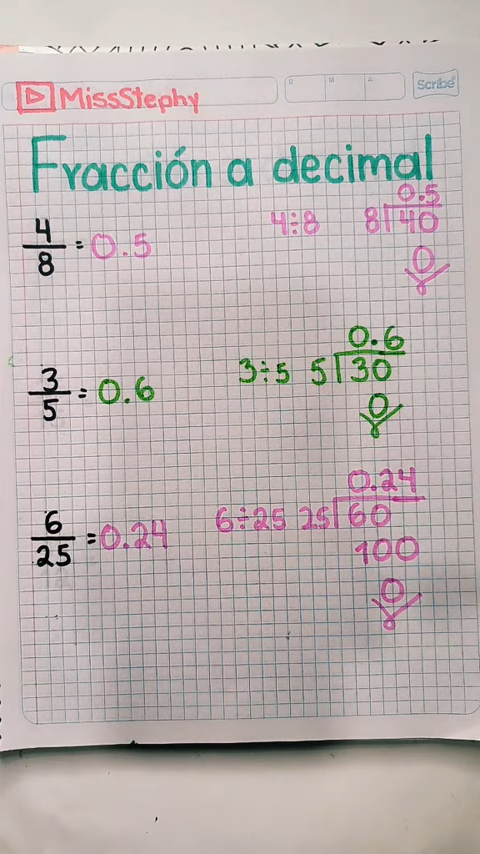 D M A Scribe
MissStephy
Fracción a decimal
4/8 = 0.5 4÷8 8⟌40 0.5
0
3/5 = 0.6 3÷5 5⟌30 0.6
0
6/25 = 0.24 6÷25 25⟌60 0.24
100
0